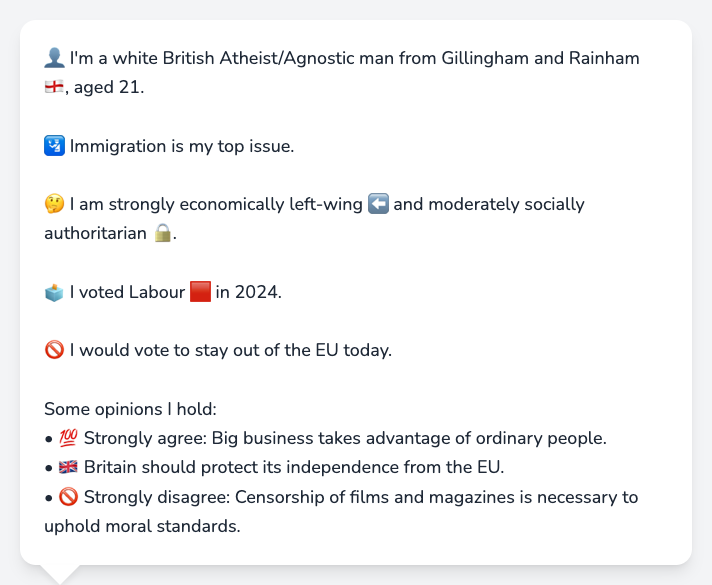 👤 I'm a white British Atheist/Agnostic man from Gillingham and Rainham
🏴󠁧󠁢󠁥󠁮󠁧󠁿, aged 21.
🛂 Immigration is my top issue.
🤔 I am strongly economically left-wing ⬅️ and moderately socially
authoritarian 🔒.
🗳️ I voted Labour 🟥 in 2024.
🚫 I would vote to stay out of the EU today.
Some opinions I hold:
• 💯 Strongly agree: Big business takes advantage of ordinary people.
• 🇬🇧 Britain should protect its independence from the EU.
• 🚫 Strongly disagree: Censorship of films and magazines is necessary to
uphold moral standards.